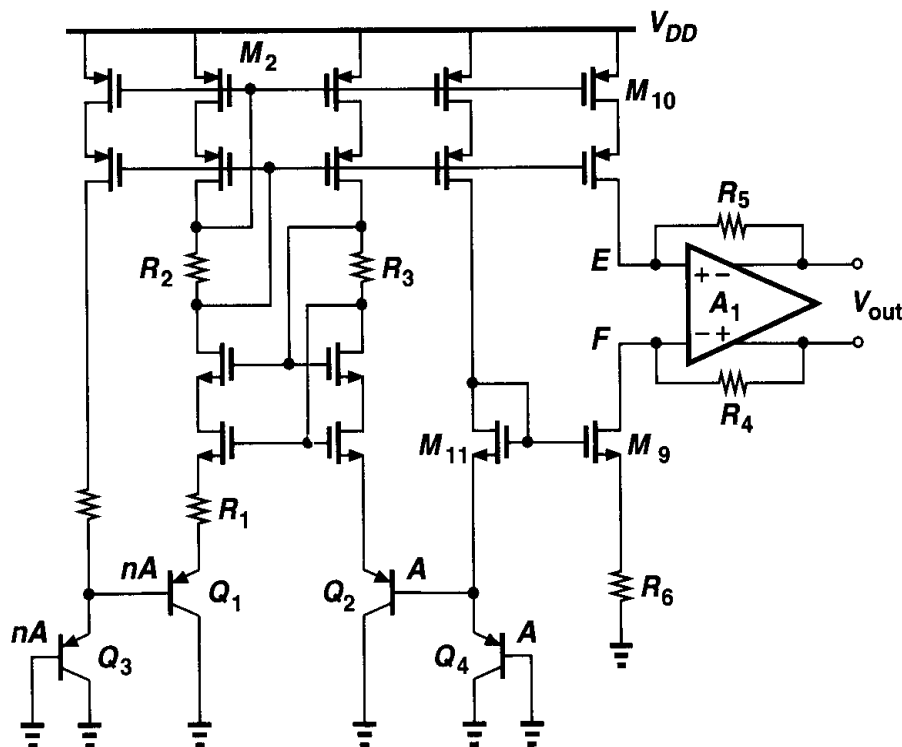 V_DD
M_2
M_10
R_5
R_2
R_3
E
+ −
A_1
V_out
F
− +
R_4
M_11
M_9
R_1
nA
Q_1
Q_2
A
R_6
nA
Q_3
Q_4
A